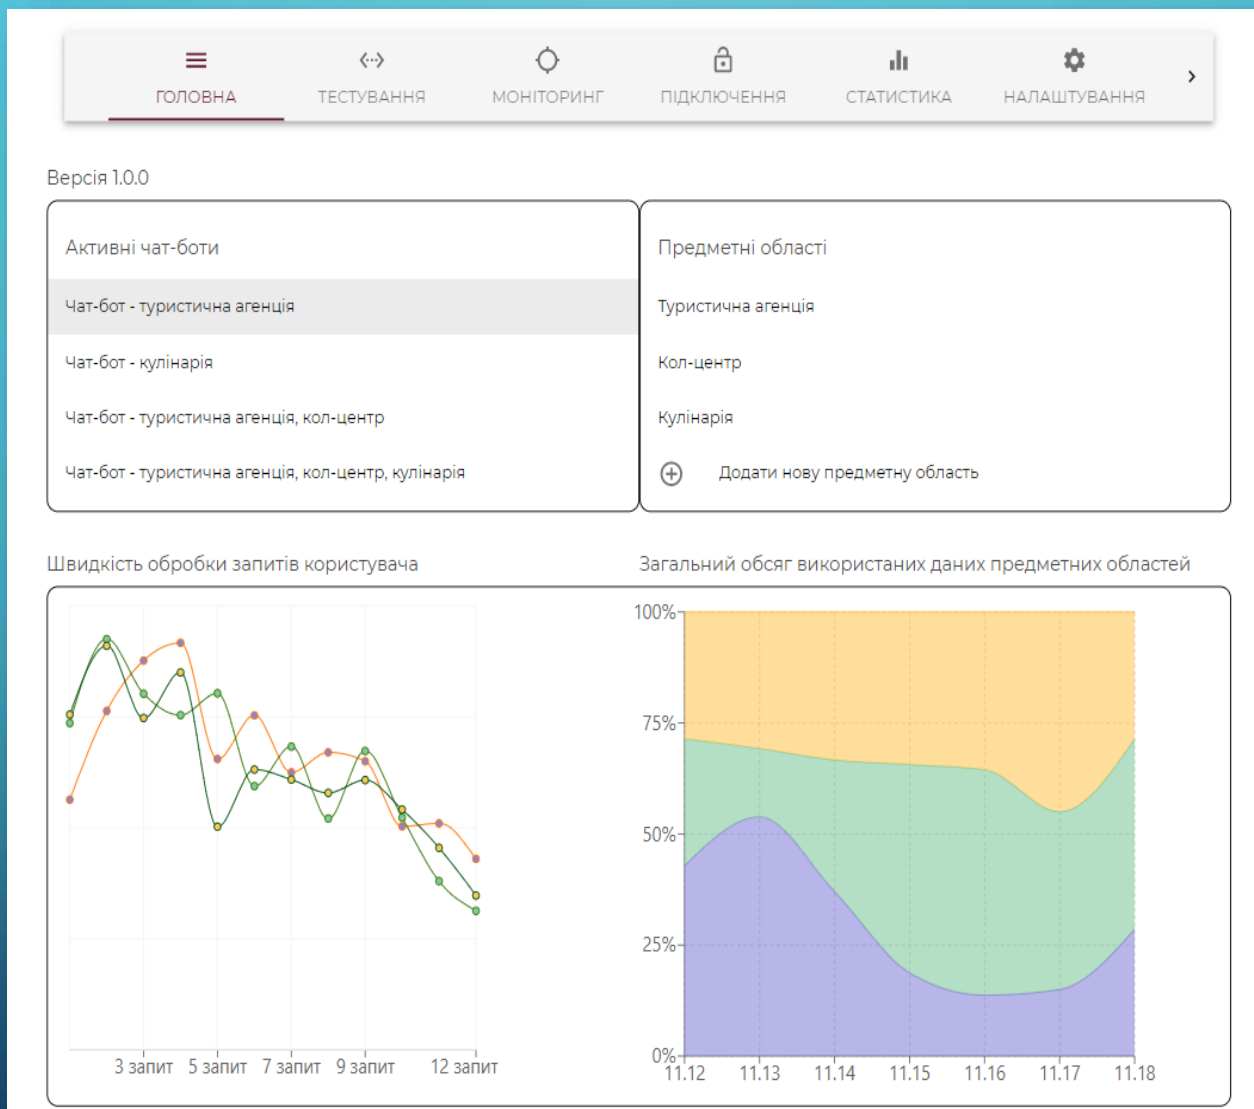 ГОЛОВНА ТЕСТУВАННЯ МОНІТОРИНГ ПІДКЛЮЧЕННЯ СТАТИСТИКА НАЛАШТУВАННЯ
Версія 1.0.0
Активні чат-боти
Чат-бот - туристична агенція
Чат-бот - кулінарія
Чат-бот - туристична агенція, кол-центр
Чат-бот - туристична агенція, кол-центр, кулінарія
Предметні області
Туристична агенція
Кол-центр
Кулінарія
Додати нову предметну область
Швидкість обробки запитів користувача
3 запит 5 запит 7 запит 9 запит 12 запит
Загальний обсяг використаних даних предметних областей
100%
75%
50%
25%
0%
11.12 11.13 11.14 11.15 11.16 11.17 11.18